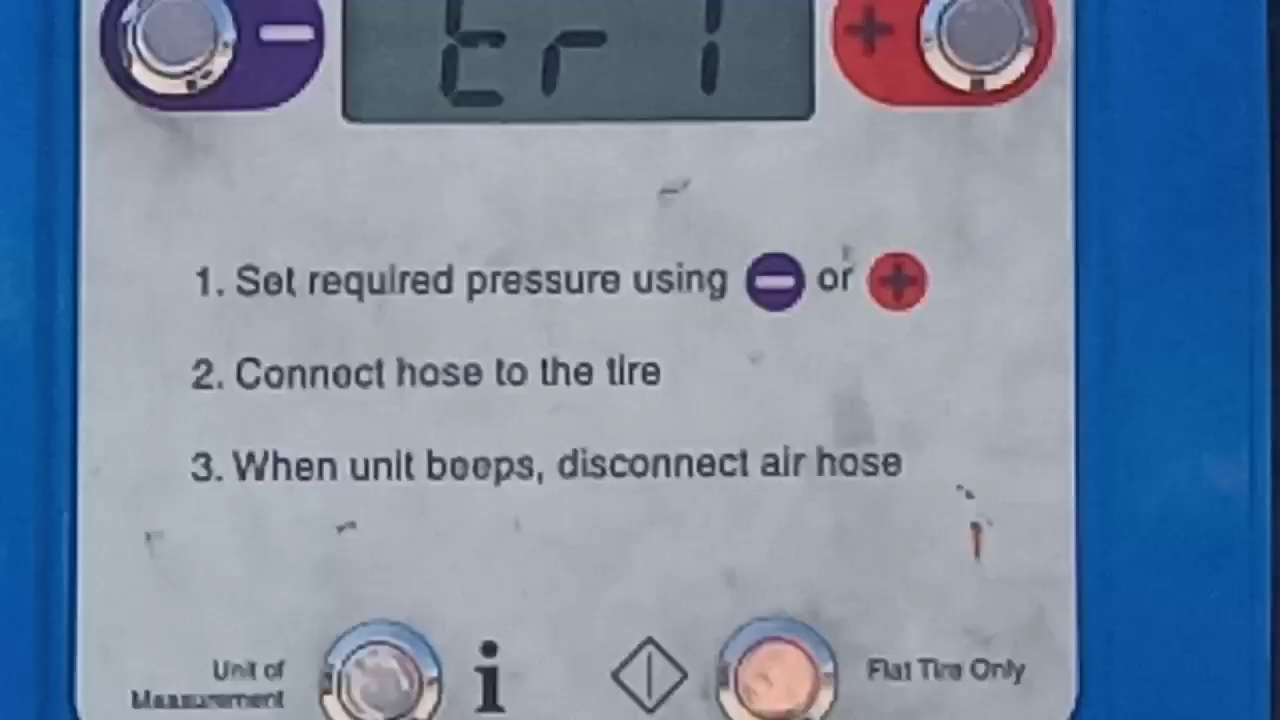 Er 1
1. Set required pressure using - or +
2. Connect hose to the tire
3. When unit beeps, disconnect air hose
Unit of
Measurement
i
Flat Tire Only